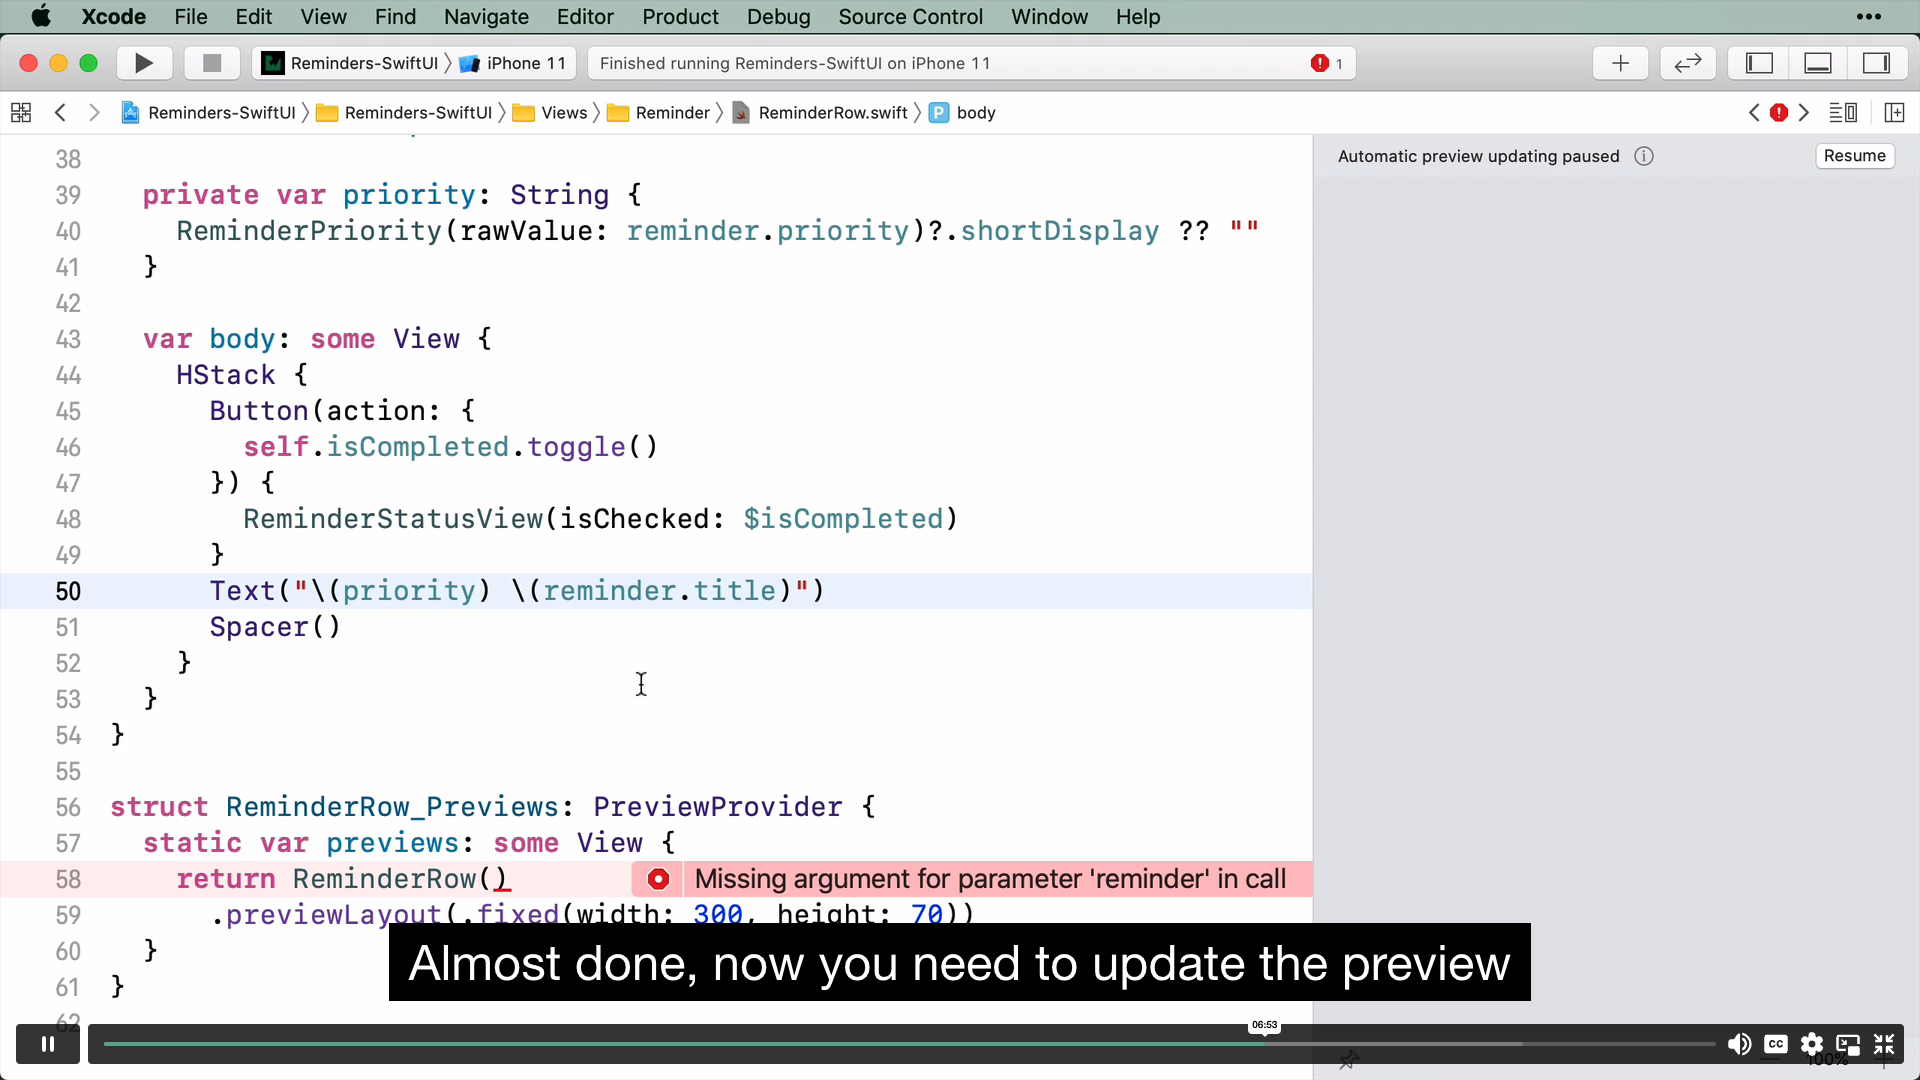 Xcode File Edit View Find Navigate Editor Product Debug Source Control Window Help
Reminders-SwiftUI iPhone 11 Finished running Reminders-SwiftUI on iPhone 11 1
Reminders-SwiftUI Reminders-SwiftUI Views Reminder ReminderRow.swift P body
Automatic preview updating paused Resume
38
39 private var priority: String {
40 ReminderPriority(rawValue: reminder.priority)?.shortDisplay ?? ""
41 }
42
43 var body: some View {
44 HStack {
45 Button(action: {
46 self.isCompleted.toggle()
47 }) {
48 ReminderStatusView(isChecked: $isCompleted)
49 }
50 Text("\(priority) \(reminder.title)")
51 Spacer()
52 }
53 }
54 }
55
56 struct ReminderRow_Previews: PreviewProvider {
57 static var previews: some View {
58 return ReminderRow() Missing argument for parameter 'reminder' in call
59 .previewLayout(.fixed(width: 300, height: 70))
60 }
61 }
62
Almost done, now you need to update the preview
06:53
CC
100%